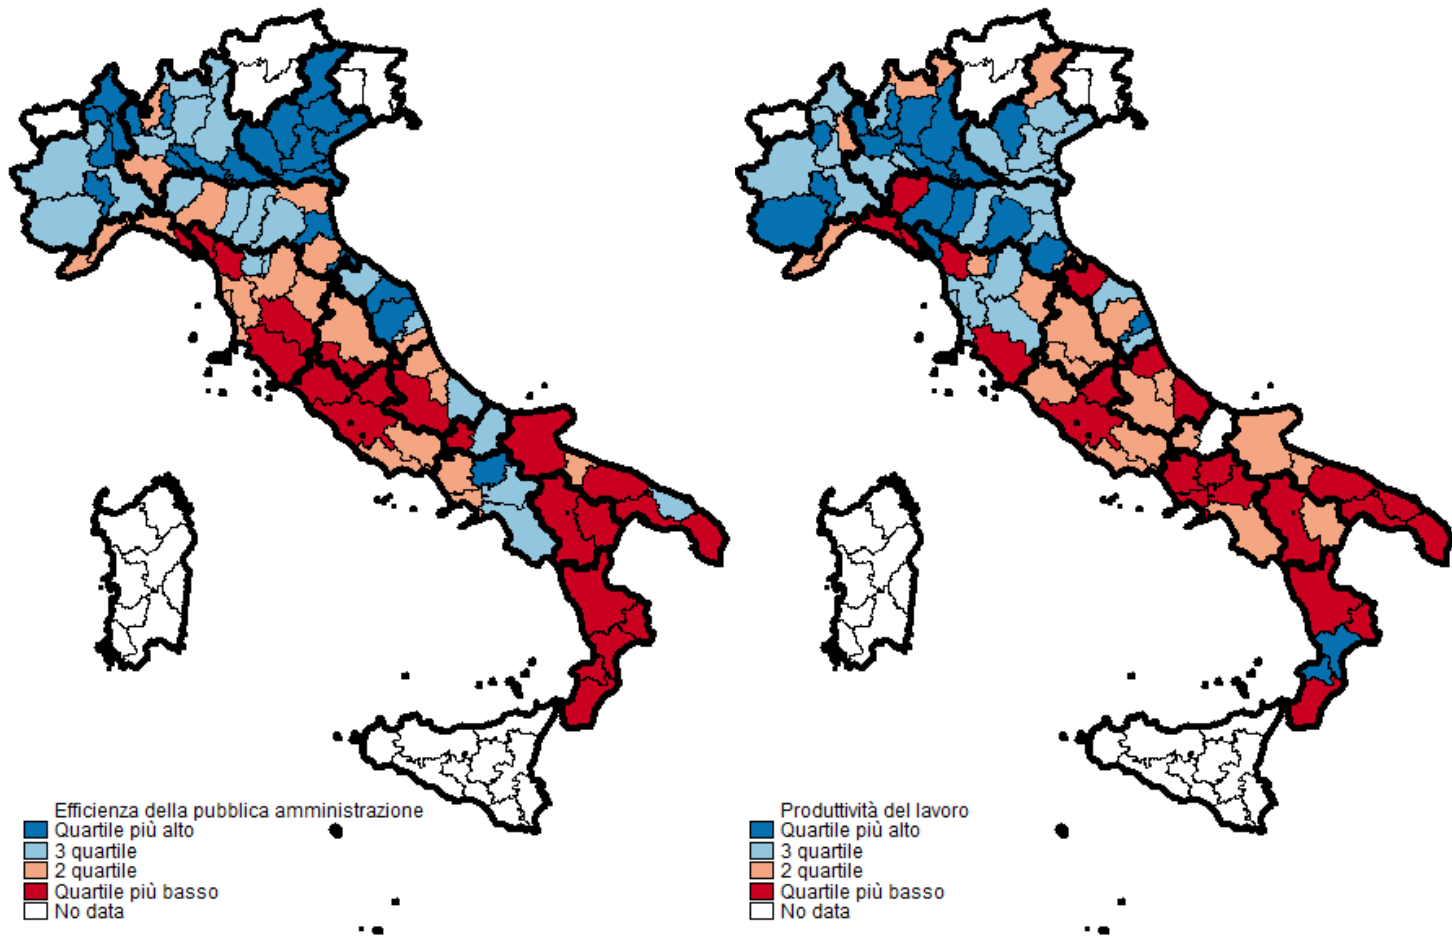 Efficienza della pubblica amministrazione
Quartile più alto
3 quartile
2 quartile
Quartile più basso
No data
Produttività del lavoro
Quartile più alto
3 quartile
2 quartile
Quartile più basso
No data